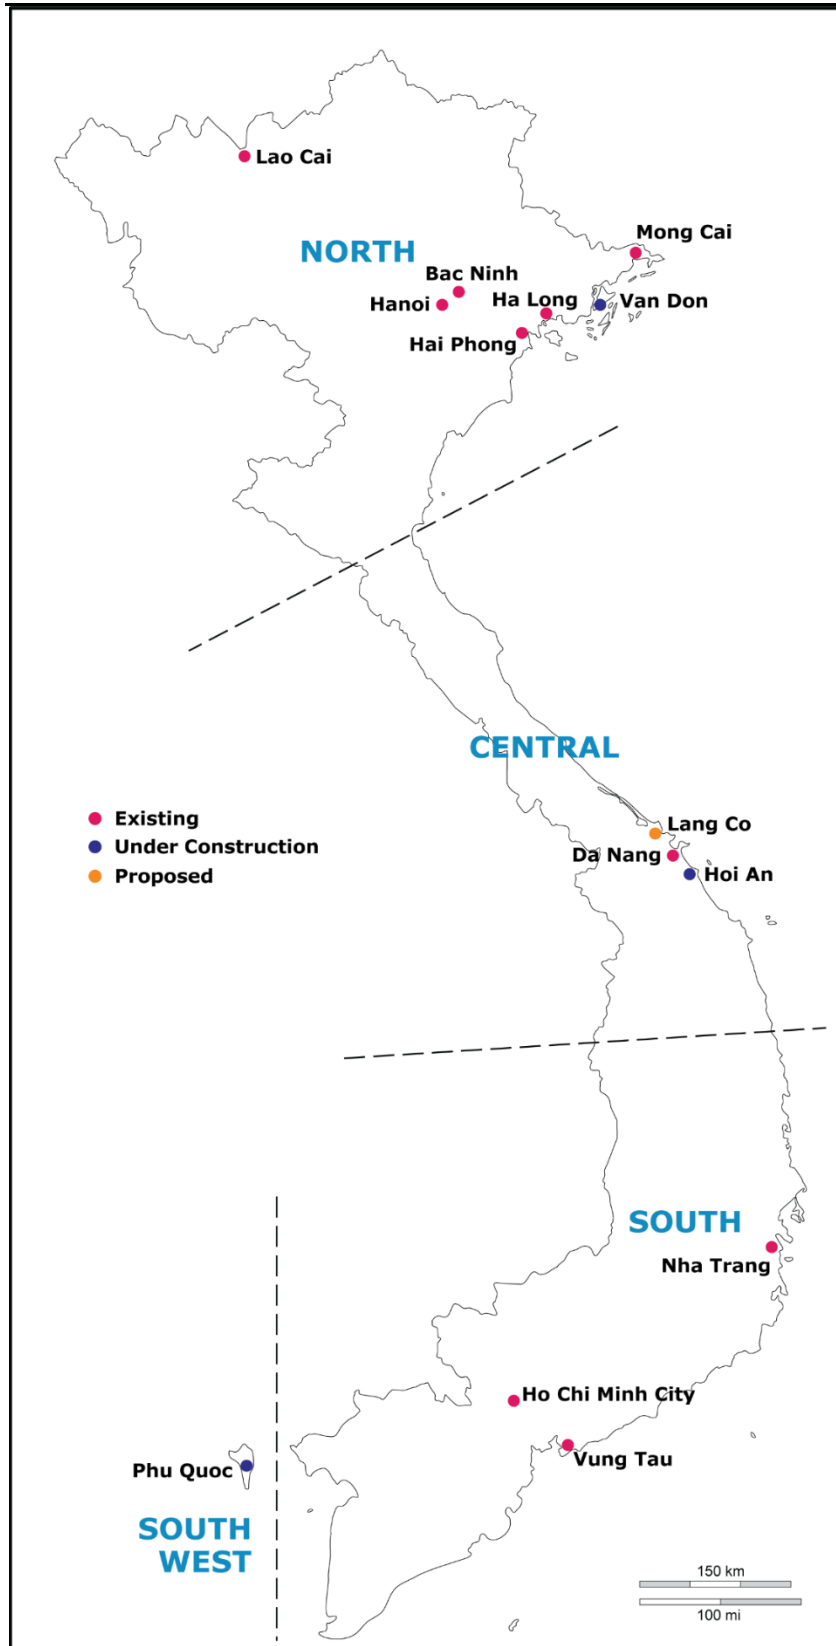 Lao Cai
Mong Cai
NORTH
Bac Ninh
Hanoi
Ha Long
Van Don
Hai Phong
CENTRAL
Existing
Under Construction
Proposed
Lang Co
Da Nang
Hoi An
SOUTH
Nha Trang
Ho Chi Minh City
Vung Tau
Phu Quoc
SOUTH
WEST
150 km
100 mi